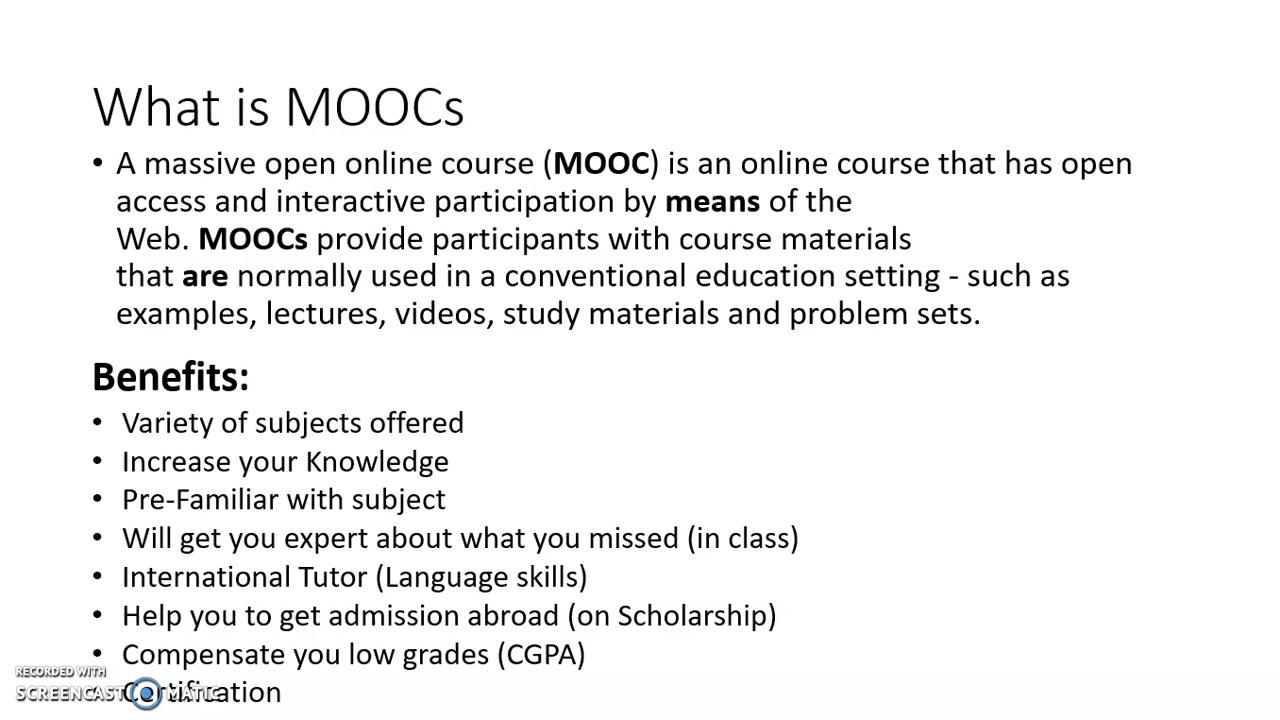 What is MOOCs
• A massive open online course (MOOC) is an online course that has open
access and interactive participation by means of the
Web. MOOCs provide participants with course materials
that are normally used in a conventional education setting - such as
examples, lectures, videos, study materials and problem sets.
Benefits:
• Variety of subjects offered
• Increase your Knowledge
• Pre-Familiar with subject
• Will get you expert about what you missed (in class)
• International Tutor (Language skills)
• Help you to get admission abroad (on Scholarship)
• Compensate you low grades (CGPA)
• Certification
RECORDED WITH
SCREENCAST MATIC